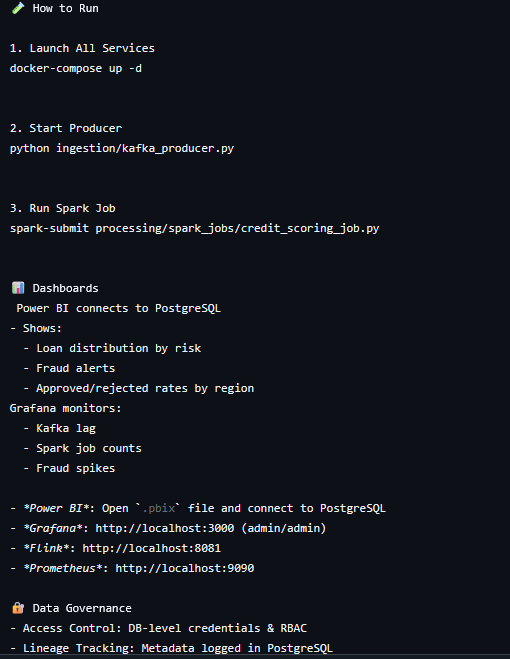 🧪 How to Run
1. Launch All Services
docker-compose up -d
2. Start Producer
python ingestion/kafka_producer.py
3. Run Spark Job
spark-submit processing/spark_jobs/credit_scoring_job.py
📊 Dashboards
Power BI connects to PostgreSQL
- Shows:
- Loan distribution by risk
- Fraud alerts
- Approved/rejected rates by region
Grafana monitors:
- Kafka lag
- Spark job counts
- Fraud spikes
- *Power BI*: Open `.pbix` file and connect to PostgreSQL
- *Grafana*: http://localhost:3000 (admin/admin)
- *Flink*: http://localhost:8081
- *Prometheus*: http://localhost:9090
🔐 Data Governance
- Access Control: DB-level credentials & RBAC
- Lineage Tracking: Metadata logged in PostgreSQL